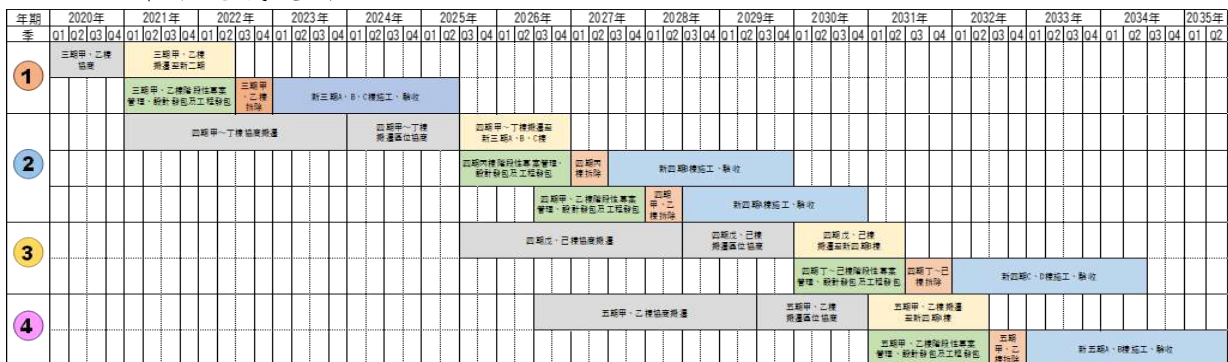 年期 2020年 2021年 2022年 2023年 2024年 2025年 2026年 2027年 2028年 2029年 2030年 2031年 2032年 2033年 2034年 2035年
季 Q1 Q2 Q3 Q4 Q1 Q2 Q3 Q4 Q1 Q2 Q3 Q4 Q1 Q2 Q3 Q4 Q1 Q2 Q3 Q4 Q1 Q2 Q3 Q4 Q1 Q2 Q3 Q4 Q1 Q2 Q3 Q4 Q1 Q2 Q3 Q4 Q1 Q2 Q3 Q4 Q1 Q2 Q3 Q4 Q1 Q2 Q3 Q4 Q1 Q2 Q3 Q4 Q1 Q2 Q3 Q4 Q1 Q2 Q3 Q4 Q1 Q2
1
三期甲、乙棟
協商
三期甲、乙棟
搬遷至新二期
三期甲、乙棟階段性專案
管理、設計發包及工程發包
三期甲
、乙棟
拆除
新三期A、B、C棟施工、驗收
2
四期甲～丁棟協商搬遷
四期甲～丁棟
搬遷區位協商
四期甲～丁棟搬遷至
新三期A、B、C棟
四期丙棟階段性專案管理、
設計發包及工程發包
四期丙
棟拆除
新四期B棟施工、驗收
四期甲、乙棟階段性專案
管理、設計發包及工程發包
四期
甲、乙
棟拆除
新四期A棟施工、驗收
3
四期戊、己棟協商搬遷
四期戊、己棟
搬遷區位協商
四期戊、己棟
搬遷至新四期B棟
四期丁～己棟階段性專案
管理、設計發包及工程發包
四期丁～己
棟拆除
新四期C、D棟施工、驗收
4
五期甲、乙棟協商搬遷
五期甲、乙棟
搬遷區位協商
五期甲、乙棟搬遷
至新四期A棟
五期甲、乙棟階段性專案
管理、設計發包及工程發包
五期
甲、乙
棟拆除
新五期A、B棟施工、驗收